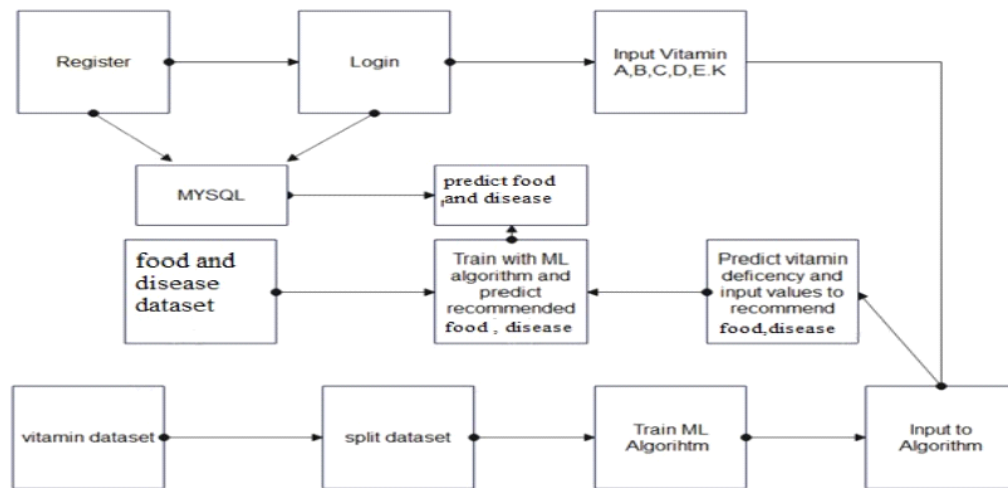 Register
Login
Input Vitamin
A,B,C,D,E.K
MYSQL
predict food
and disease
food and
disease
dataset
Train with ML
algorithm and
predict
recommended
food , disease
Predict vitamin
deficency and
input values to
recommend
food,disease
vitamin dataset
split dataset
Train ML
Algorihtm
Input to
Algorithm